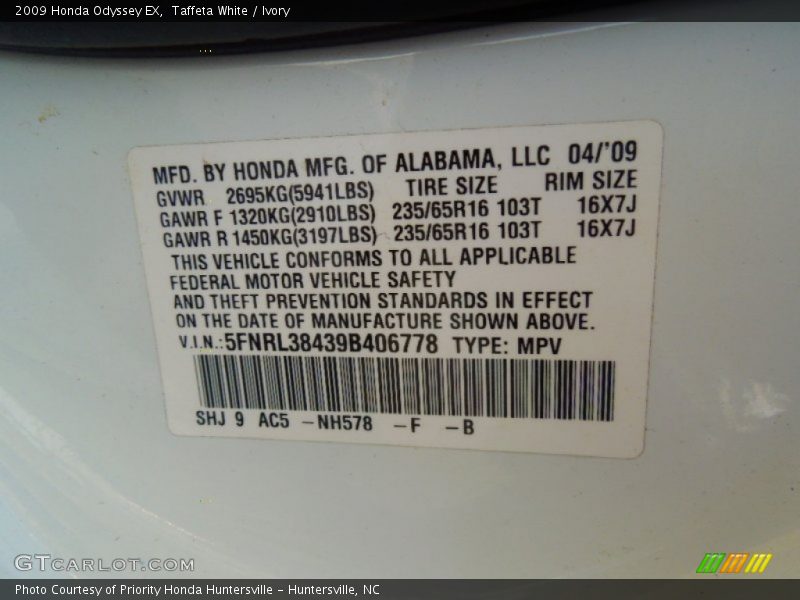 2009 Honda Odyssey EX, Taffeta White / Ivory
MFD. BY HONDA MFG. OF ALABAMA, LLC 04/'09
GVWR 2695KG(5941LBS) TIRE SIZE RIM SIZE
GAWR F 1320KG(2910LBS) 235/65R16 103T 16X7J
GAWR R 1450KG(3197LBS) 235/65R16 103T 16X7J
THIS VEHICLE CONFORMS TO ALL APPLICABLE
FEDERAL MOTOR VEHICLE SAFETY
AND THEFT PREVENTION STANDARDS IN EFFECT
ON THE DATE OF MANUFACTURE SHOWN ABOVE.
V.I.N.:5FNRL38439B406778 TYPE: MPV
SHJ 9 AC5 -NH578 -F -B
GTCARLOT.COM
Photo Courtesy of Priority Honda Huntersville - Huntersville, NC